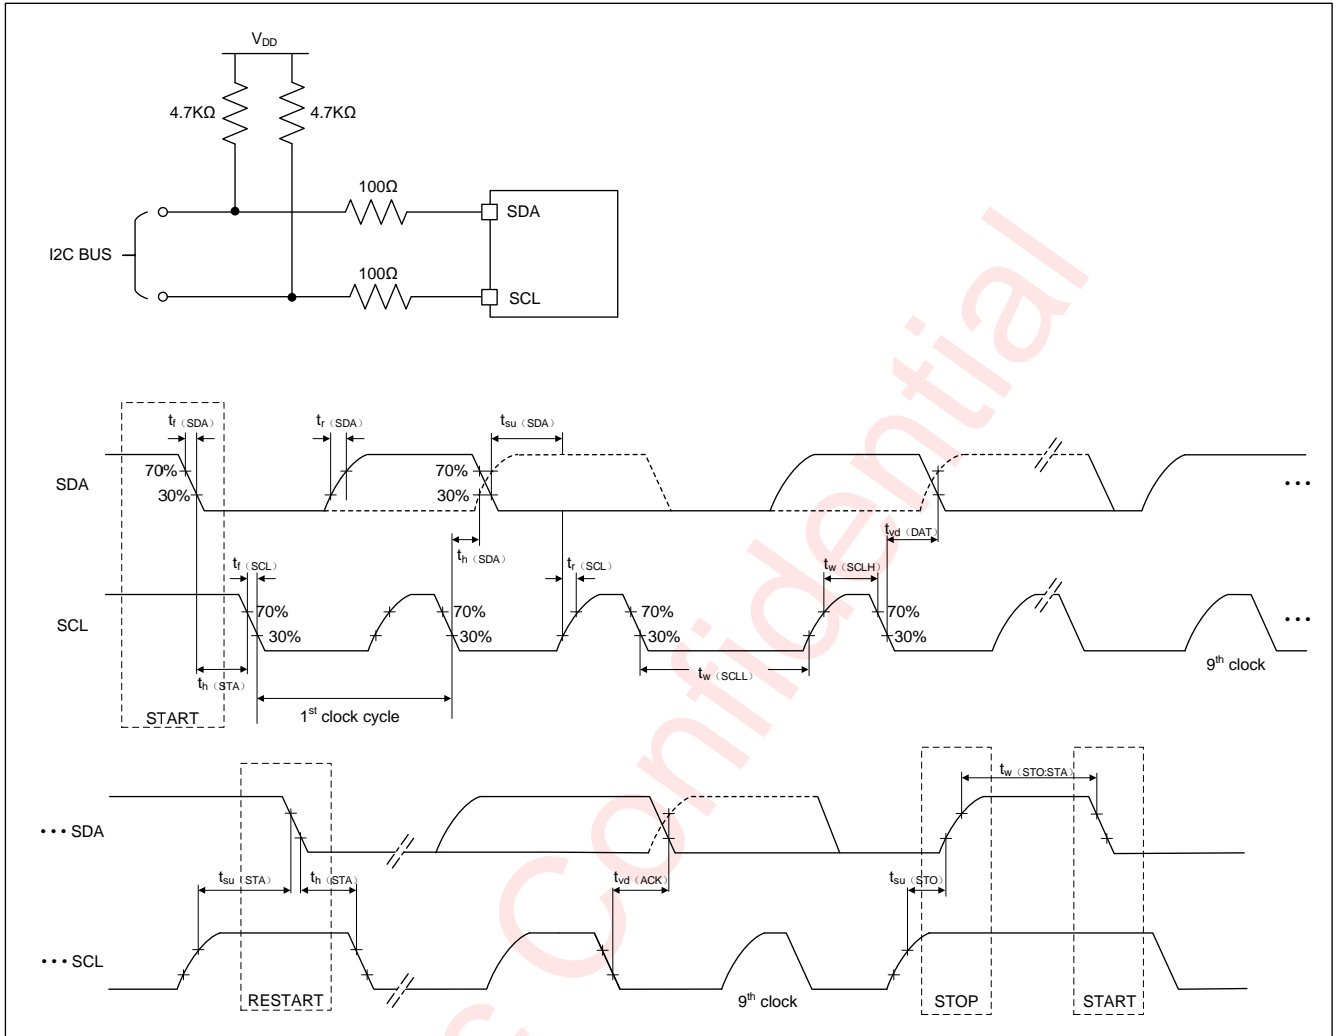 VDD
4.7KΩ 4.7KΩ
100Ω
SDA
I2C BUS
100Ω
SCL
tf（SDA） tr（SDA） tsu（SDA）
70% 70%
SDA 30% 30% •••
tvd（DAT）
th（SDA）
tf（SCL） tr（SCL） tw（SCLH）
70% 70% 70% 70%
SCL 30% 30% 30% 30% •••
9th clock
th（STA） tw（SCLL）
START 1st clock cycle
tw（STO:STA）
••• SDA
tsu（STA） th（STA） tvd（ACK） tsu（STO）
••• SCL
RESTART 9th clock STOP START
Confidential